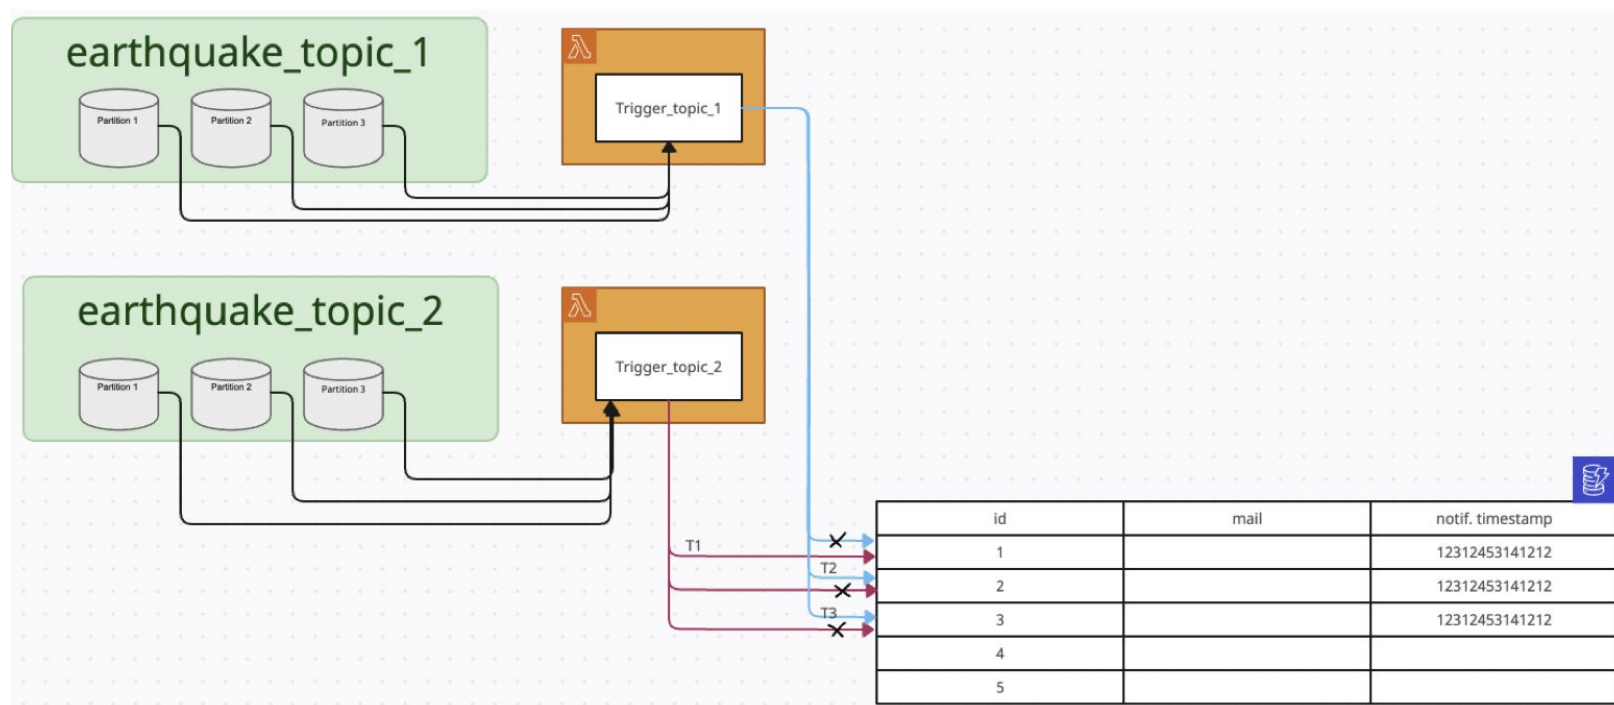 earthquake_topic_1
Partition 1
Partition 2
Partition 3
λ
Trigger_topic_1
earthquake_topic_2
Partition 1
Partition 2
Partition 3
λ
Trigger_topic_2
T1
T2
T3
id mail notif. timestamp
1 12312453141212
2 12312453141212
3 12312453141212
4
5